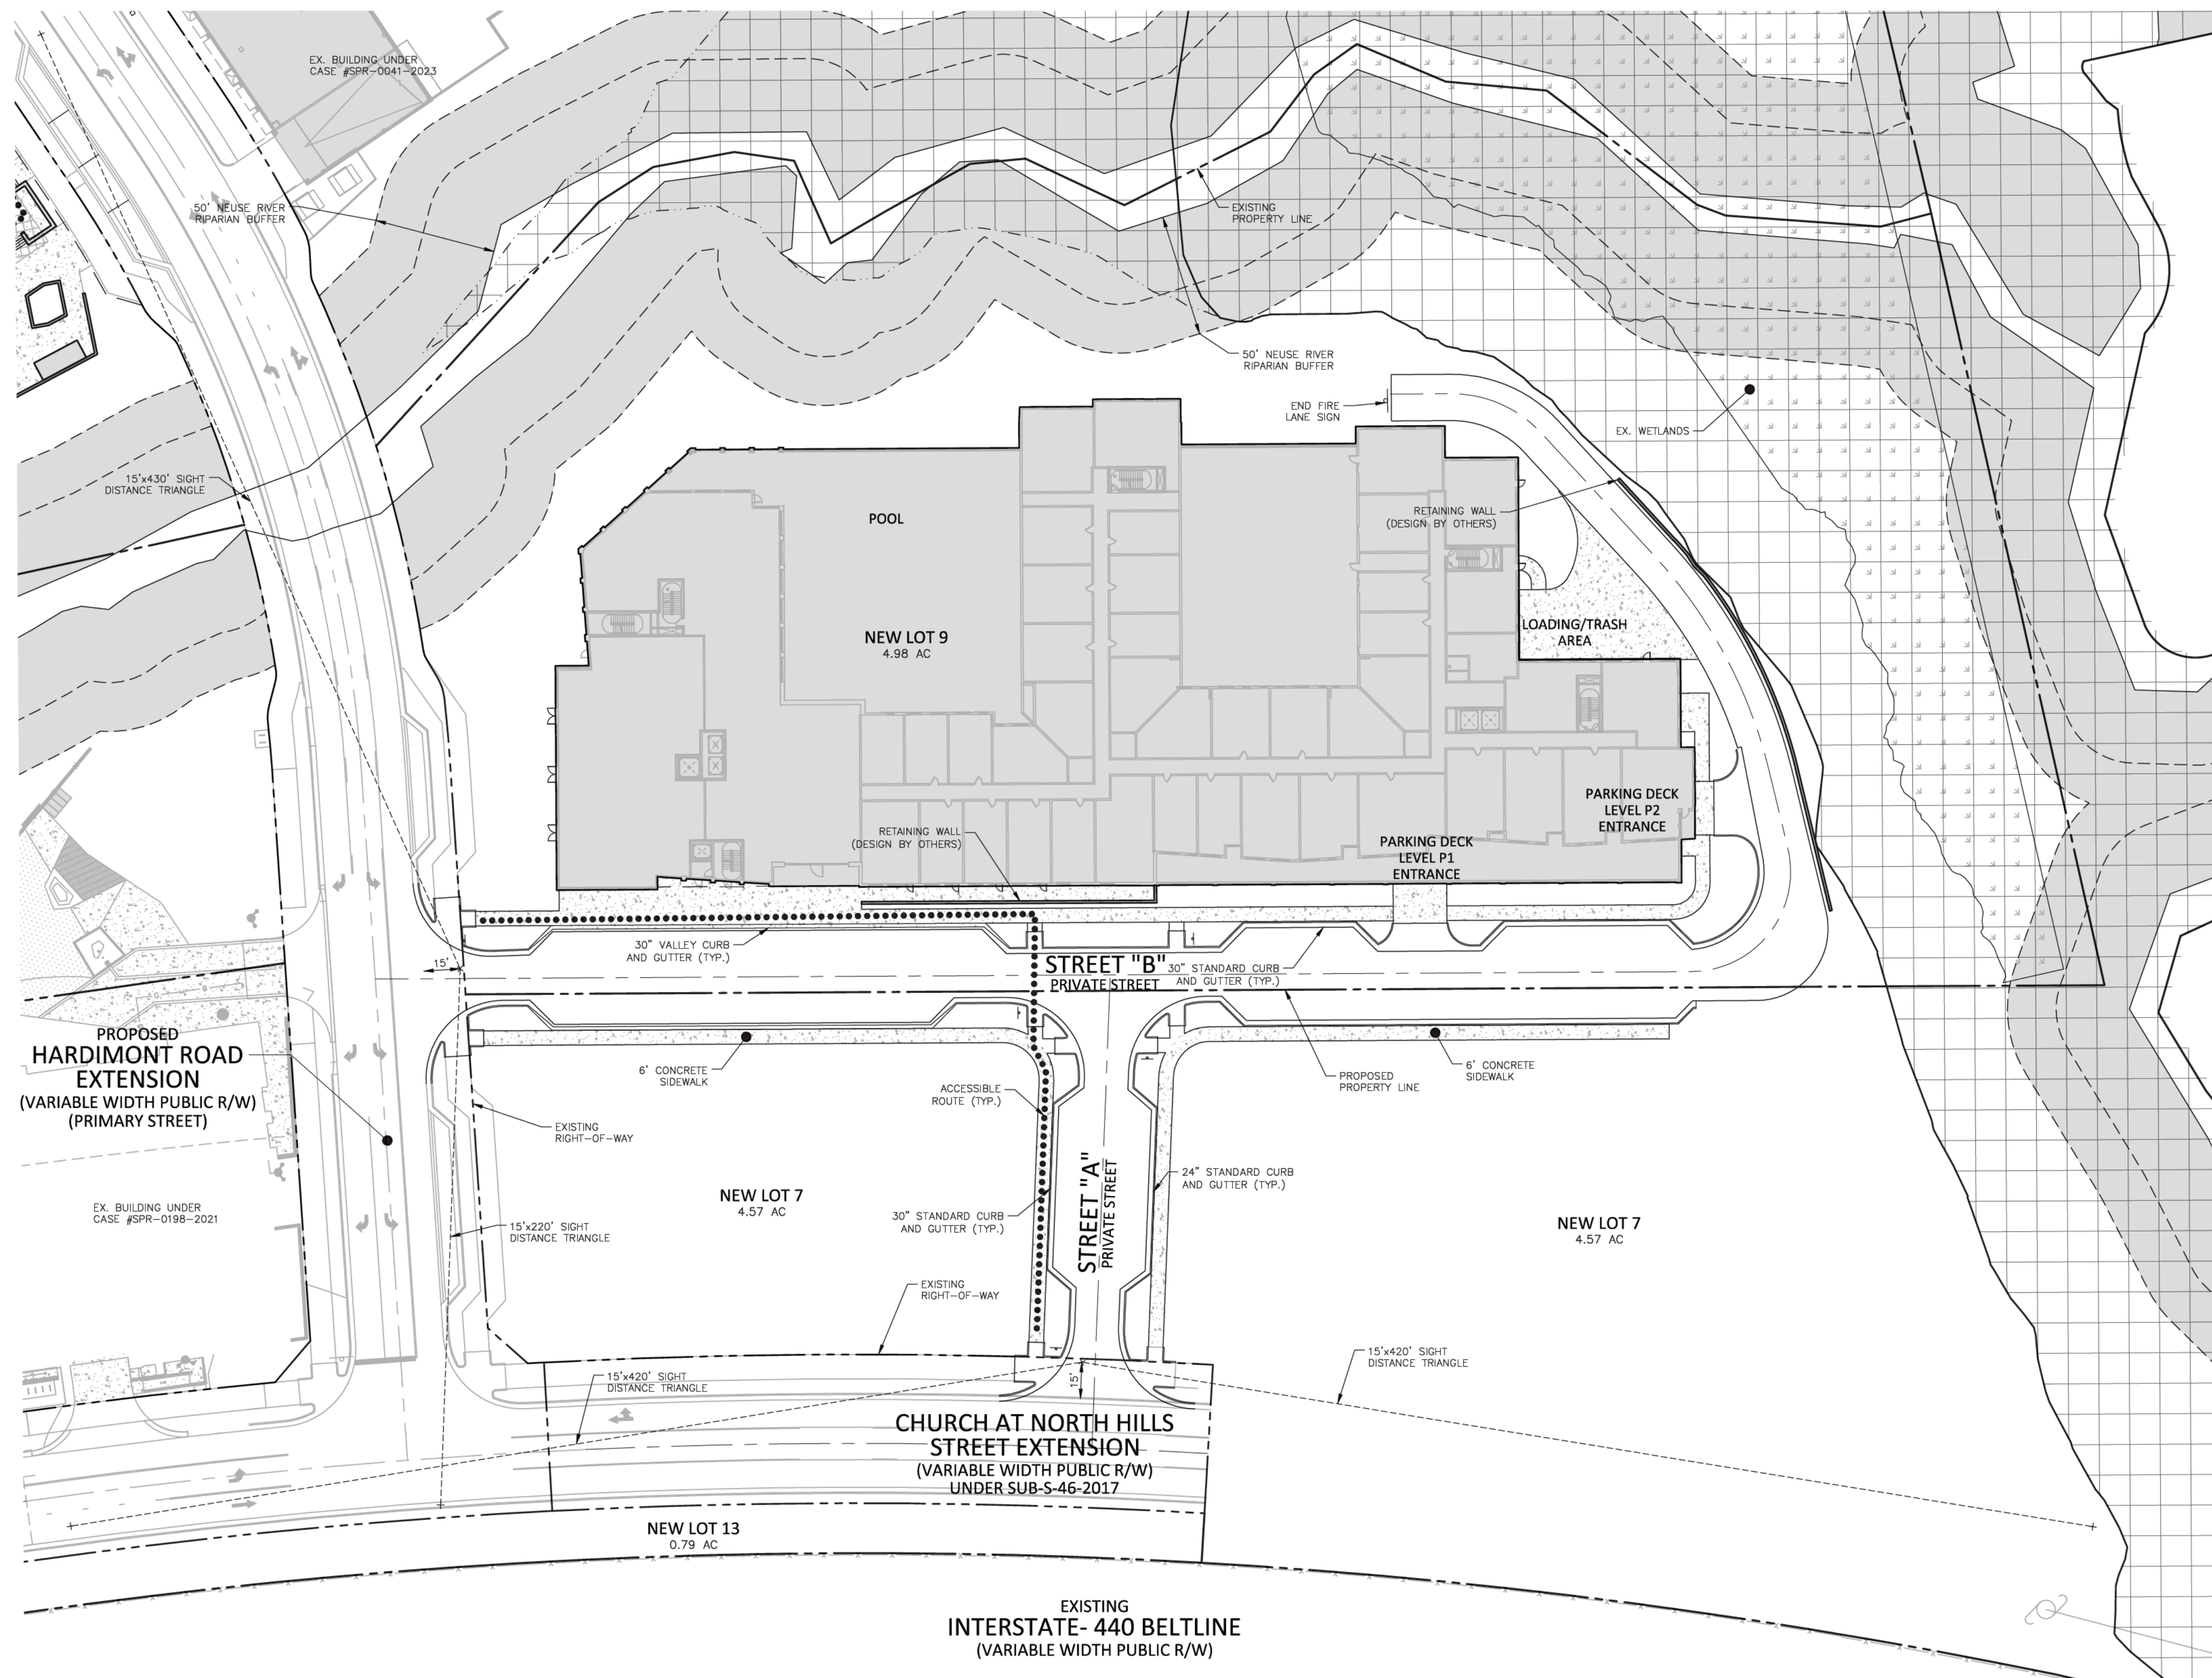 EX. BUILDING UNDER
CASE #SPR-0041-2023
50' NEUSE RIVER
RIPARIAN BUFFER
EXISTING
PROPERTY LINE
50' NEUSE RIVER
RIPARIAN BUFFER
END FIRE
LANE SIGN
EX. WETLANDS
15'x430' SIGHT
DISTANCE TRIANGLE
POOL
RETAINING WALL
(DESIGN BY OTHERS)
NEW LOT 9
4.98 AC
LOADING/TRASH
AREA
PARKING DECK
LEVEL P2
ENTRANCE
RETAINING WALL
(DESIGN BY OTHERS)
PARKING DECK
LEVEL P1
ENTRANCE
30" VALLEY CURB
AND GUTTER (TYP.)
15'
STREET "B"
PRIVATE STREET
30" STANDARD CURB
AND GUTTER (TYP.)
PROPOSED
HARDIMONT ROAD
EXTENSION
(VARIABLE WIDTH PUBLIC R/W)
(PRIMARY STREET)
6' CONCRETE
SIDEWALK
ACCESSIBLE
ROUTE (TYP.)
PROPOSED
PROPERTY LINE
6' CONCRETE
SIDEWALK
EXISTING
RIGHT-OF-WAY
EX. BUILDING UNDER
CASE #SPR-0198-2021
NEW LOT 7
4.57 AC
15'x220' SIGHT
DISTANCE TRIANGLE
30" STANDARD CURB
AND GUTTER (TYP.)
STREET "A"
PRIVATE STREET
24" STANDARD CURB
AND GUTTER (TYP.)
NEW LOT 7
4.57 AC
EXISTING
RIGHT-OF-WAY
15'x420' SIGHT
DISTANCE TRIANGLE
15'
15'x420' SIGHT
DISTANCE TRIANGLE
CHURCH AT NORTH HILLS
STREET EXTENSION
(VARIABLE WIDTH PUBLIC R/W)
UNDER SUB-S-46-2017
NEW LOT 13
0.79 AC
EXISTING
INTERSTATE- 440 BELTLINE
(VARIABLE WIDTH PUBLIC R/W)